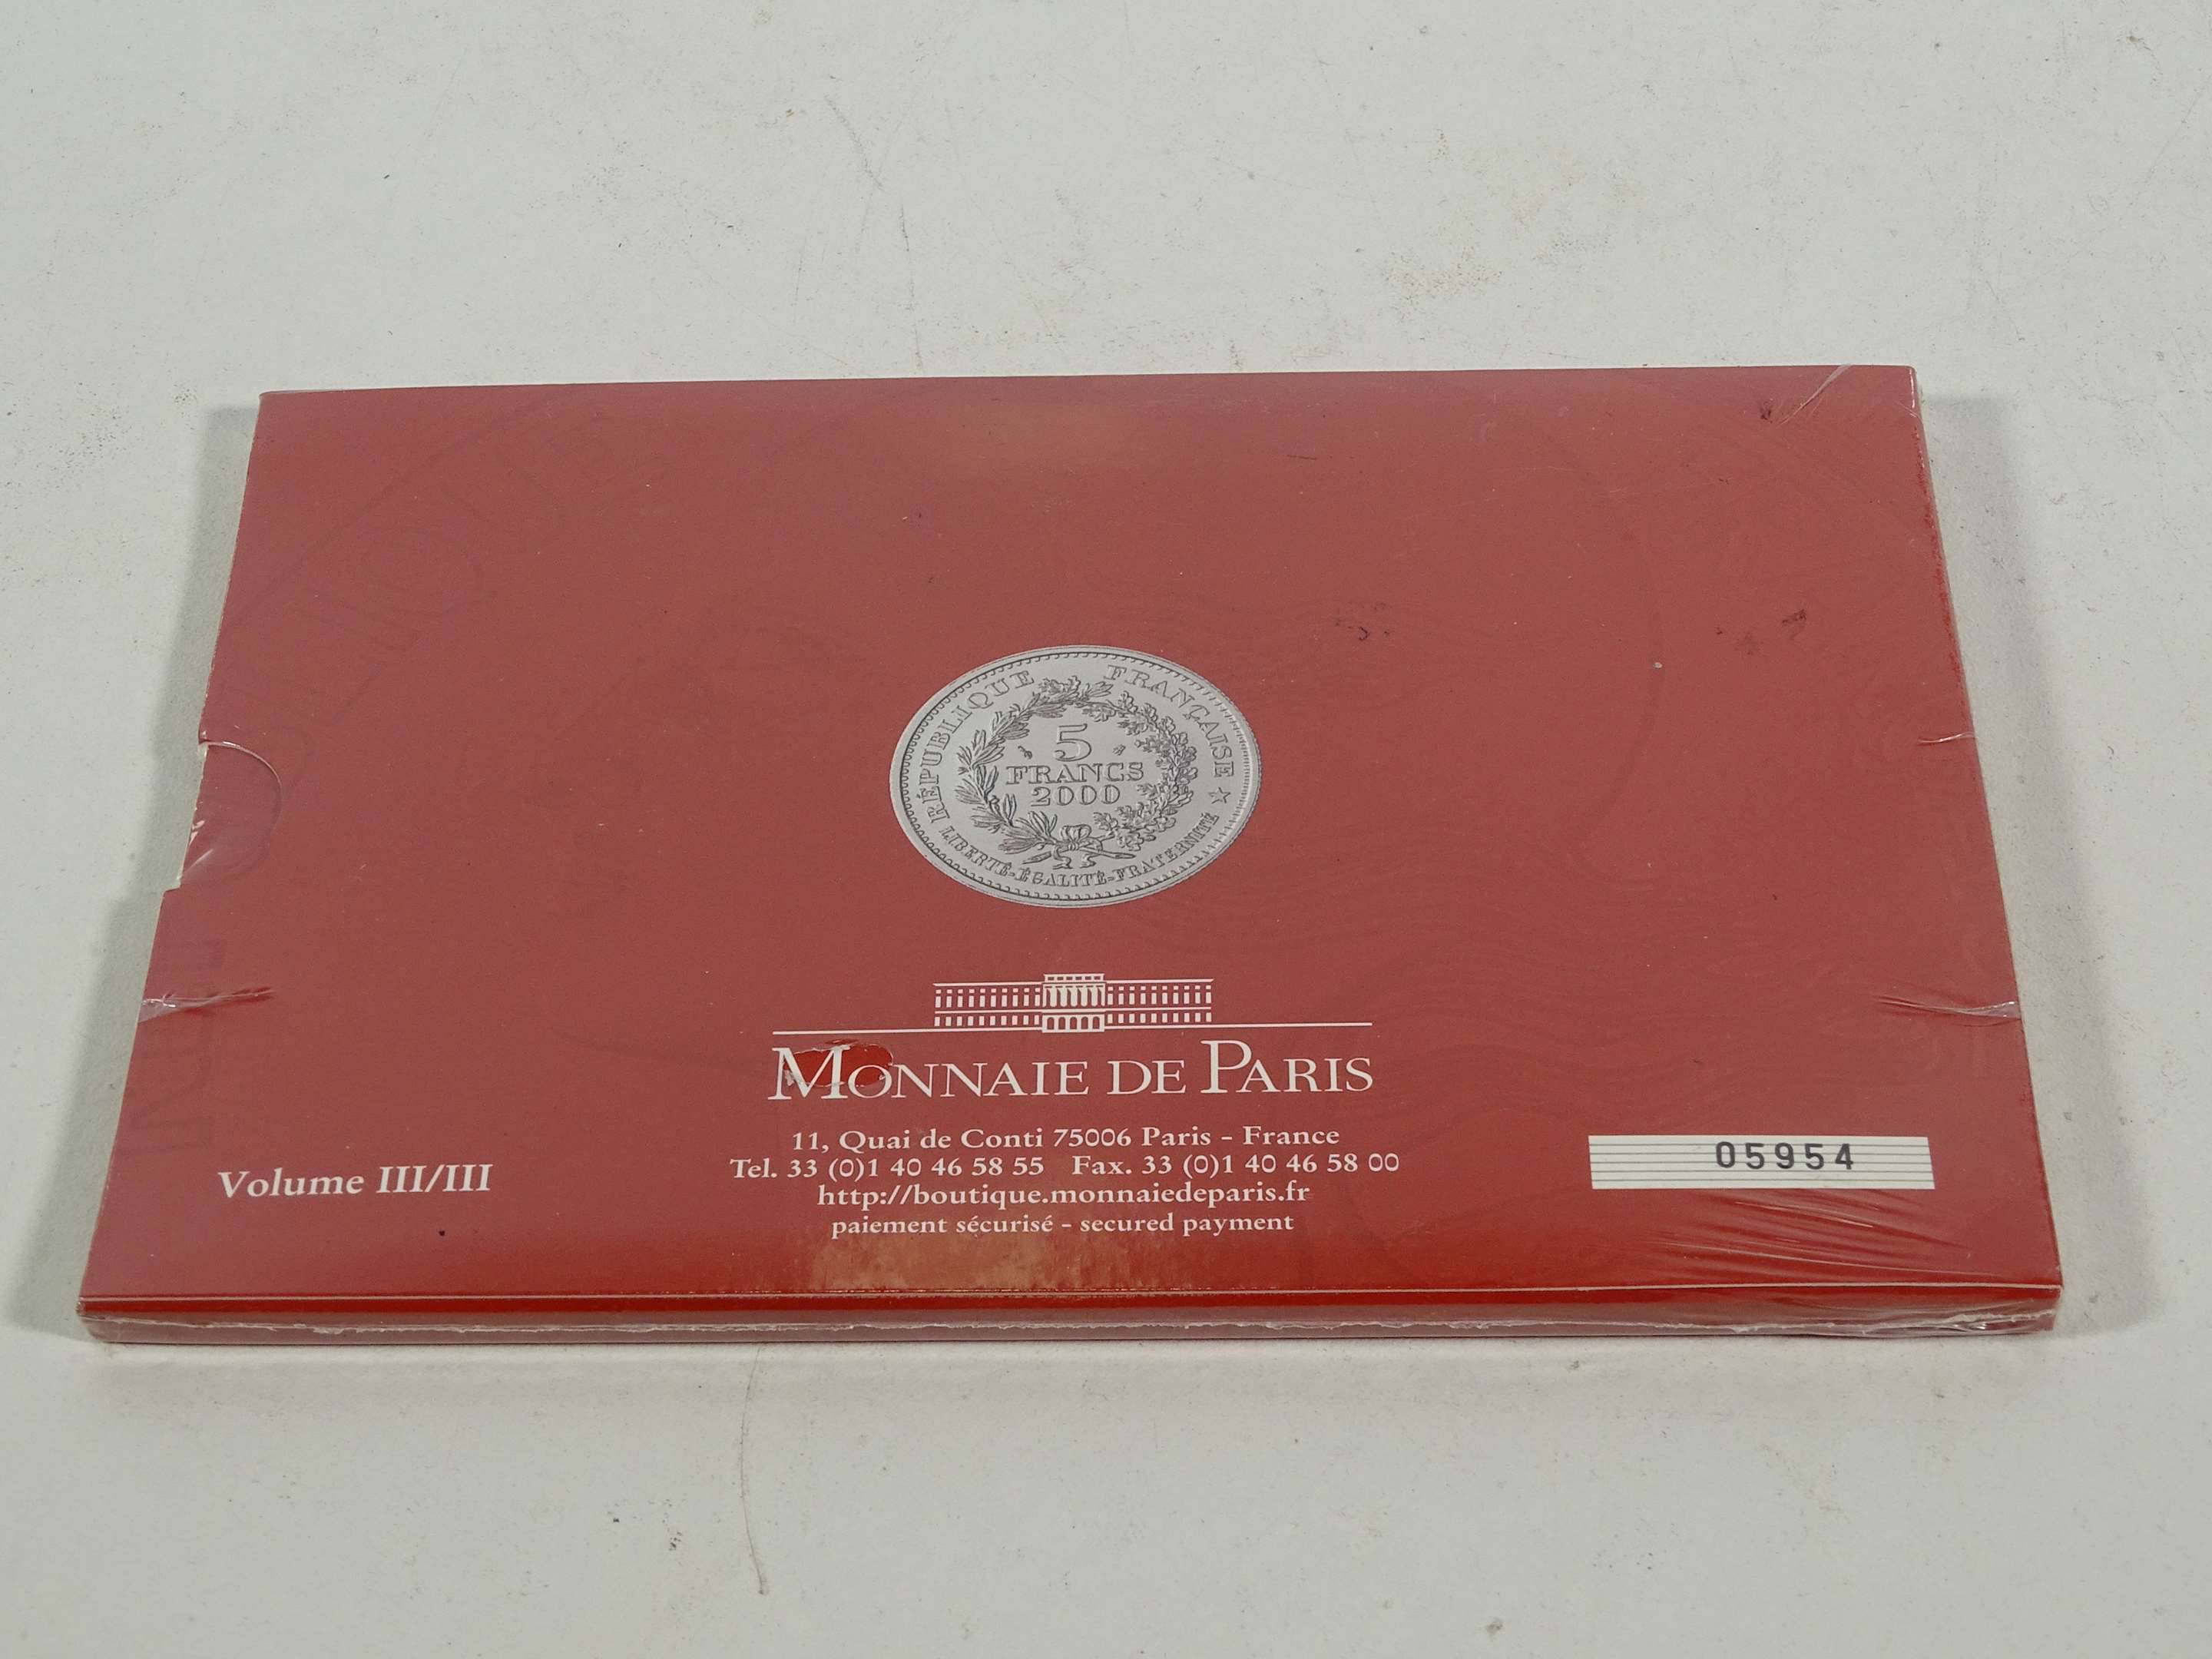 RÉPUBLIQUE FRANÇAISE
5
FRANCS
2000
LIBERTÉ-ÉGALITÉ-FRATERNITÉ
MONNAIE DE PARIS
11, Quai de Conti 75006 Paris - France
Tel. 33 (0)1 40 46 58 55 Fax. 33 (0)1 40 46 58 00
http://boutique.monnaiedeparis.fr
paiement sécurisé - secured payment
Volume III/III
05954